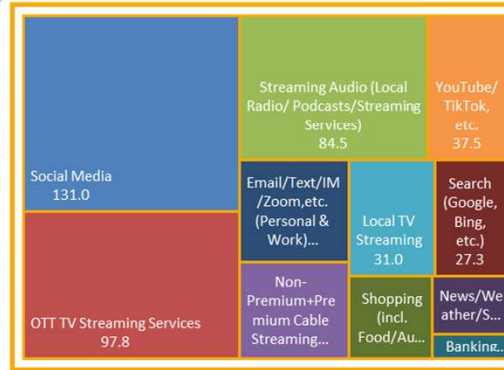 Social Media
131.0
OTT TV Streaming Services
97.8
Streaming Audio (Local
Radio/ Podcasts/Streaming
Services)
84.5
YouTube/
TikTok,
etc.
37.5
Email/Text/IM
/Zoom,etc.
(Personal &
Work)...
Non-
Premium+Pre
mium Cable
Streaming...
Local TV
Streaming
31.0
Search
(Google,
Bing,
etc.)
27.3
Shopping
(incl.
Food/Au...
News/We
ather/S...
Banking...